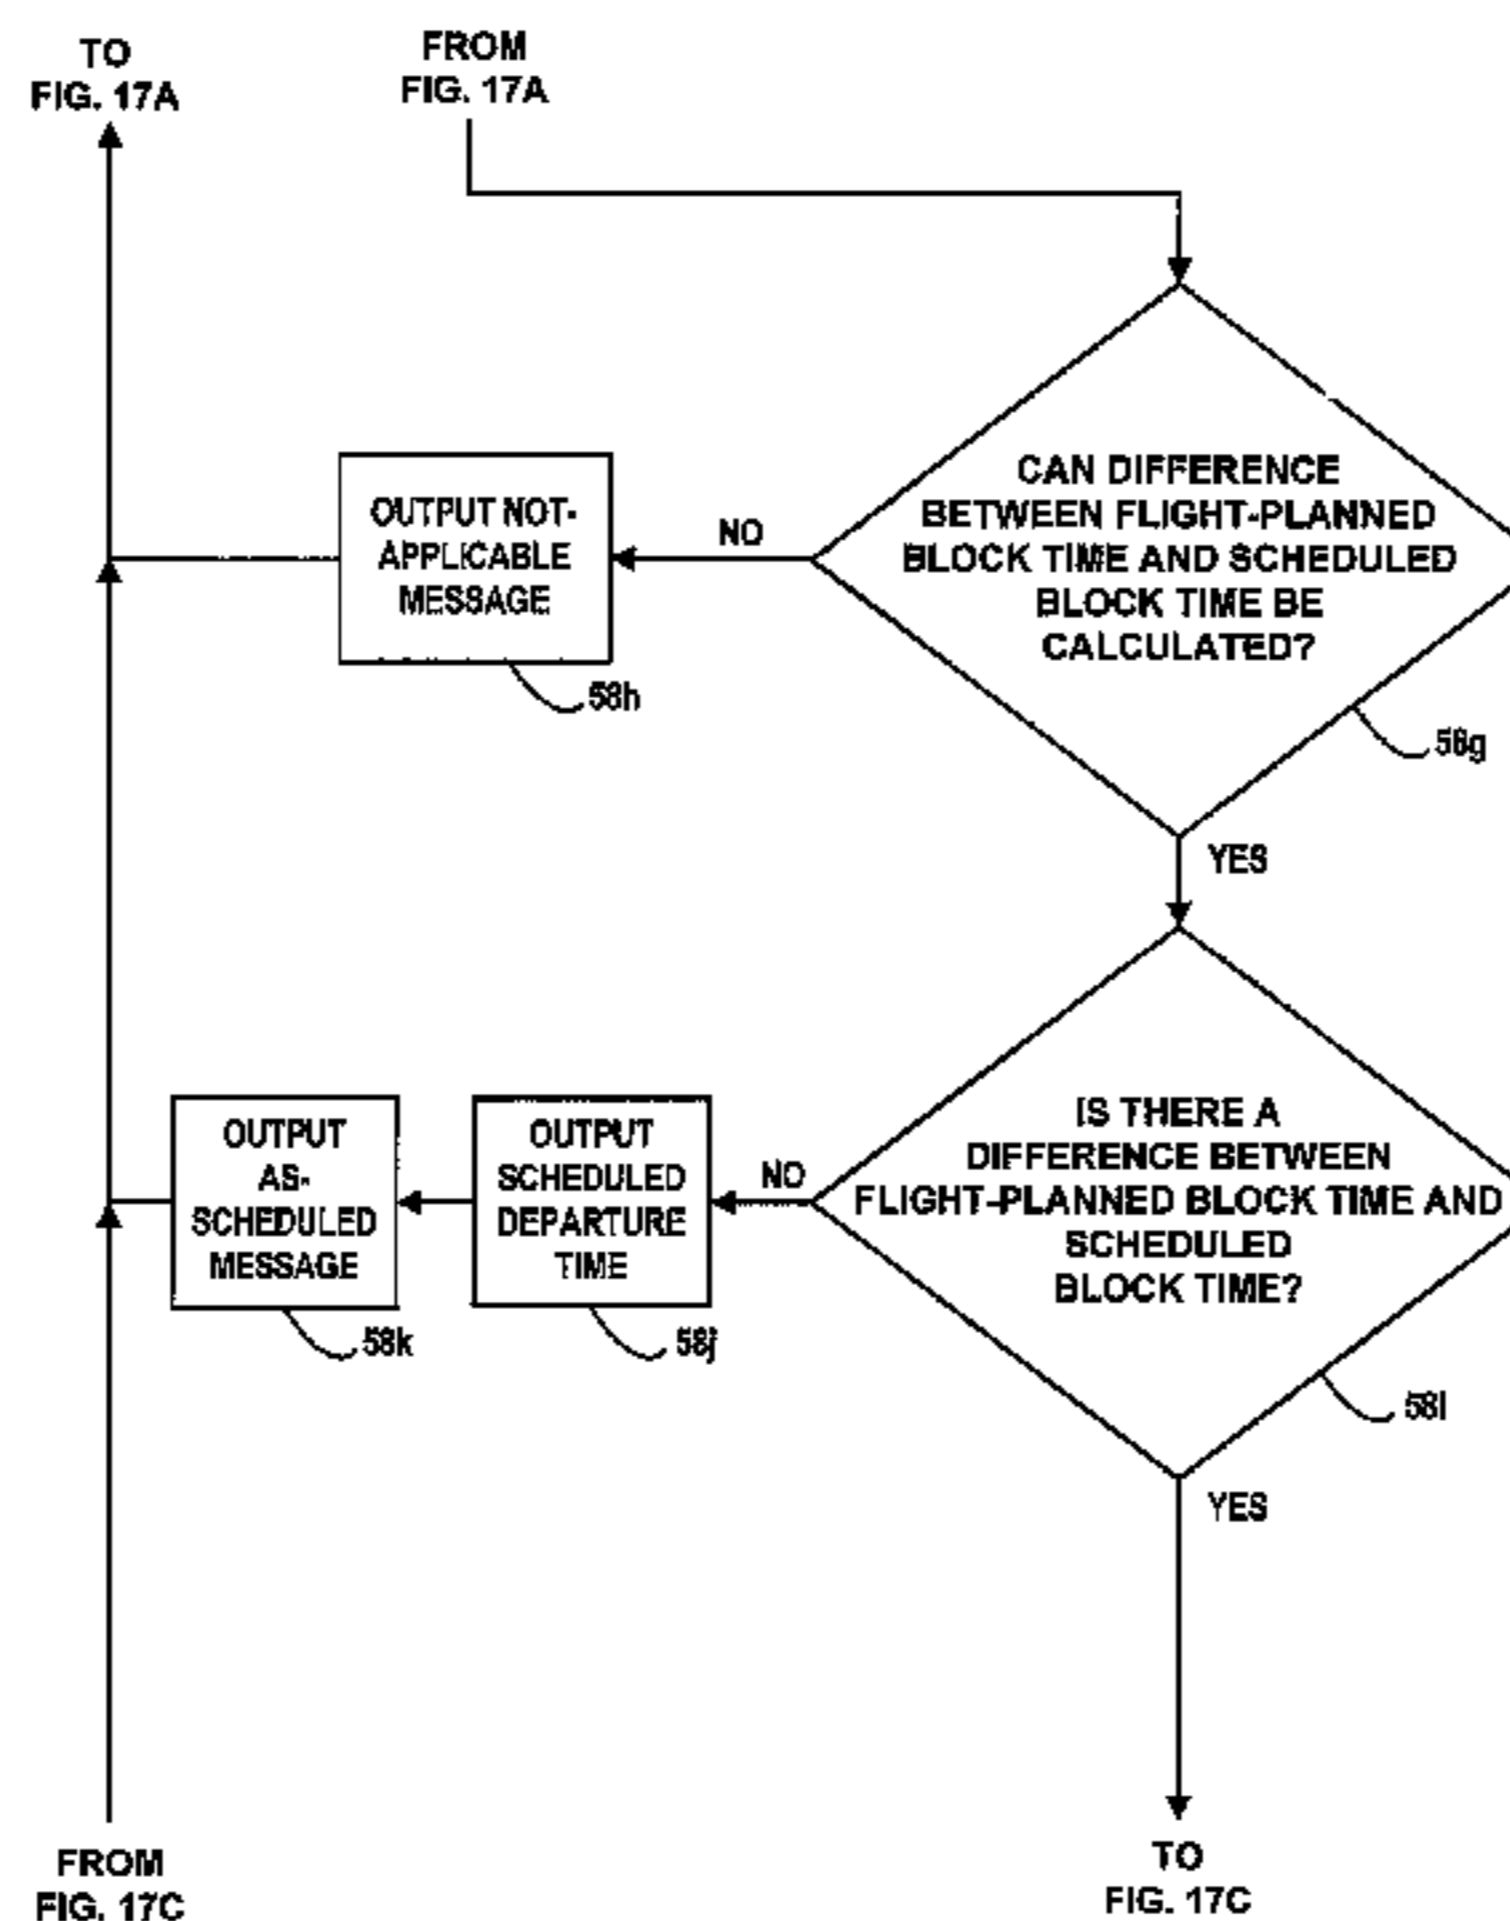 TO
FIG. 17A
FROM
FIG. 17A
CAN DIFFERENCE
BETWEEN FLIGHT-PLANNED
BLOCK TIME AND SCHEDULED
BLOCK TIME BE
CALCULATED?
58g
NO
OUTPUT NOT-
APPLICABLE
MESSAGE
58h
YES
IS THERE A
DIFFERENCE BETWEEN
FLIGHT-PLANNED BLOCK TIME AND
SCHEDULED
BLOCK TIME?
58i
NO
OUTPUT
SCHEDULED
DEPARTURE
TIME
58j
OUTPUT
AS-
SCHEDULED
MESSAGE
58k
YES
FROM
FIG. 17C
TO
FIG. 17C